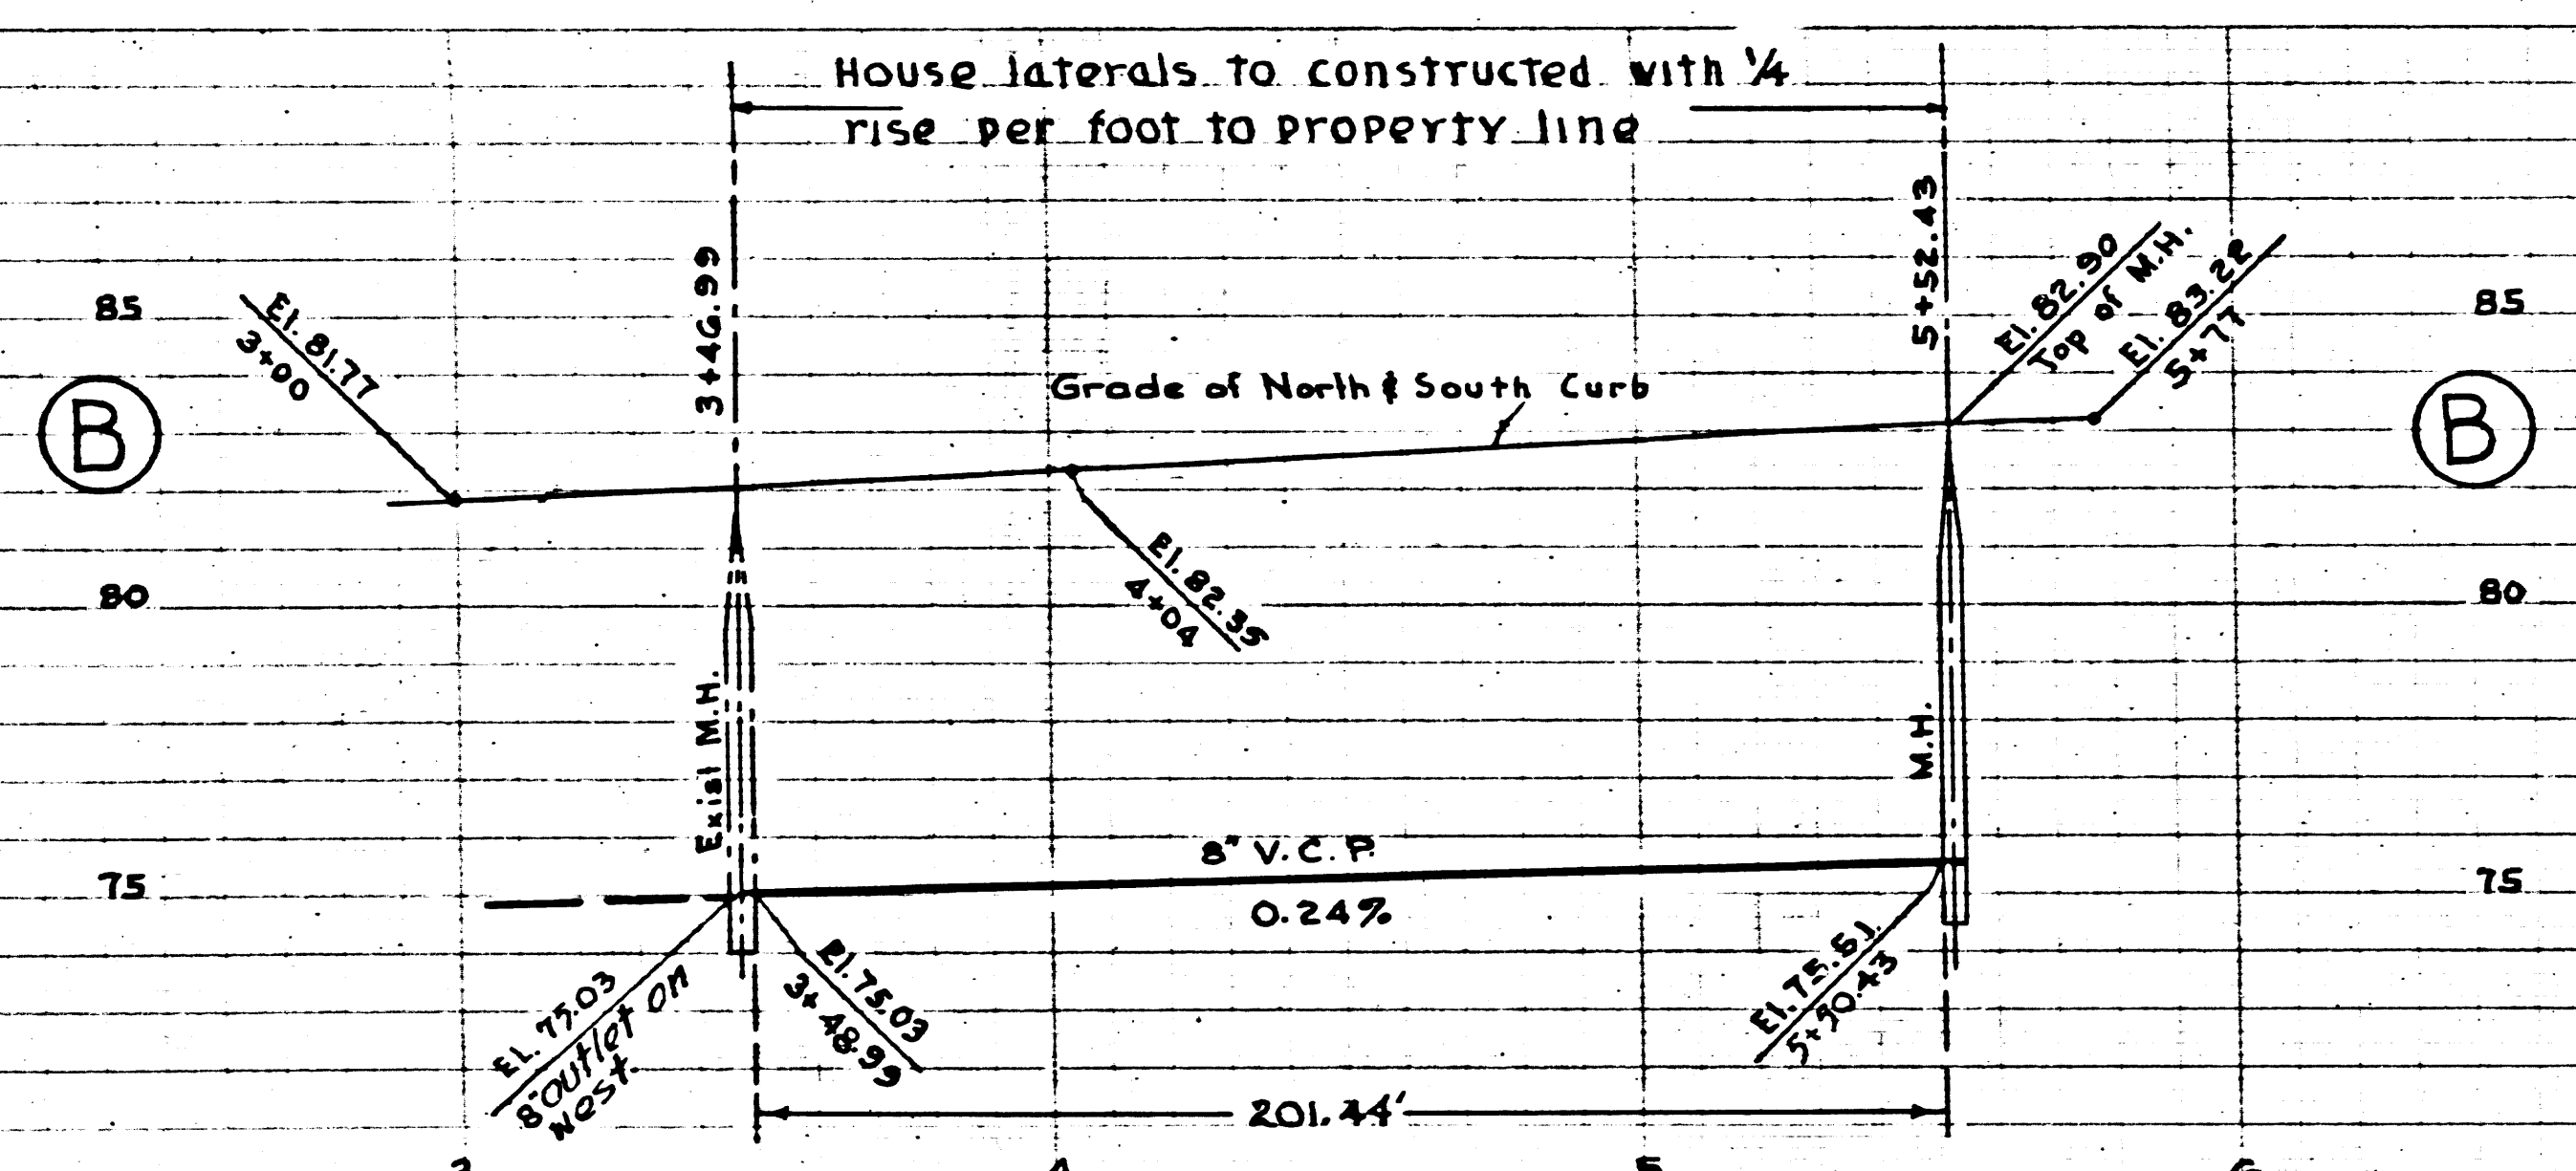 House laterals to constructed with 1/4
rise per foot to property line
3+46.99
5+52.43
El. 82.90
Top of M.H.
El. 83.22
5+77
85
85
El. 81.77
3+00
Grade of North & South Curb
B
B
El. 82.35
4+04
80
80
Exist M.H.
M.H.
8" V.C.P.
0.24%
75
75
EL. 75.03
8" outlet on
West
El. 75.03
3+48.99
El. 75.51
5+50.43
201.44'
3
4
5
6